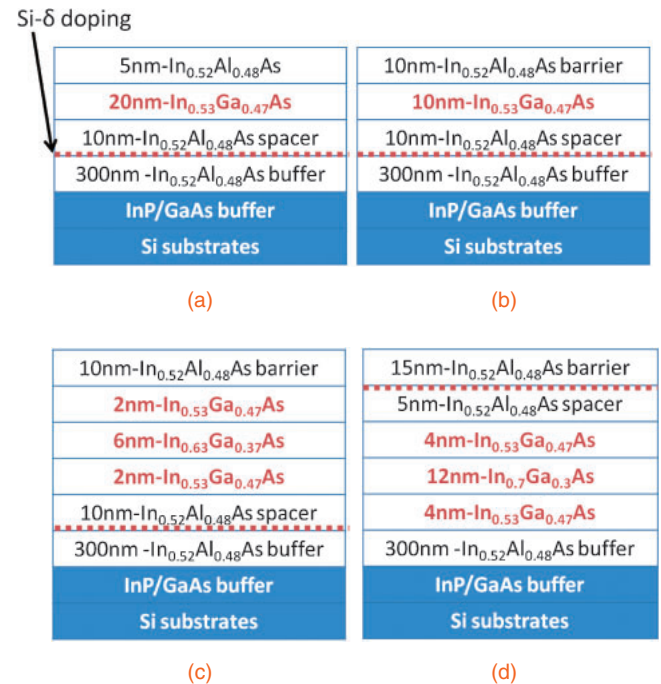 Si-δ doping
5nm-In0.52Al0.48As
20nm-In0.53Ga0.47As
10nm-In0.52Al0.48As spacer
300nm -In0.52Al0.48As buffer
InP/GaAs buffer
Si substrates
(a)
10nm-In0.52Al0.48As barrier
10nm-In0.53Ga0.47As
10nm-In0.52Al0.48As spacer
300nm -In0.52Al0.48As buffer
InP/GaAs buffer
Si substrates
(b)
10nm-In0.52Al0.48As barrier
2nm-In0.53Ga0.47As
6nm-In0.63Ga0.37As
2nm-In0.53Ga0.47As
10nm-In0.52Al0.48As spacer
300nm -In0.52Al0.48As buffer
InP/GaAs buffer
Si substrates
(c)
15nm-In0.52Al0.48As barrier
5nm-In0.52Al0.48As spacer
4nm-In0.53Ga0.47As
12nm-In0.7Ga0.3As
4nm-In0.53Ga0.47As
300nm -In0.52Al0.48As buffer
InP/GaAs buffer
Si substrates
(d)